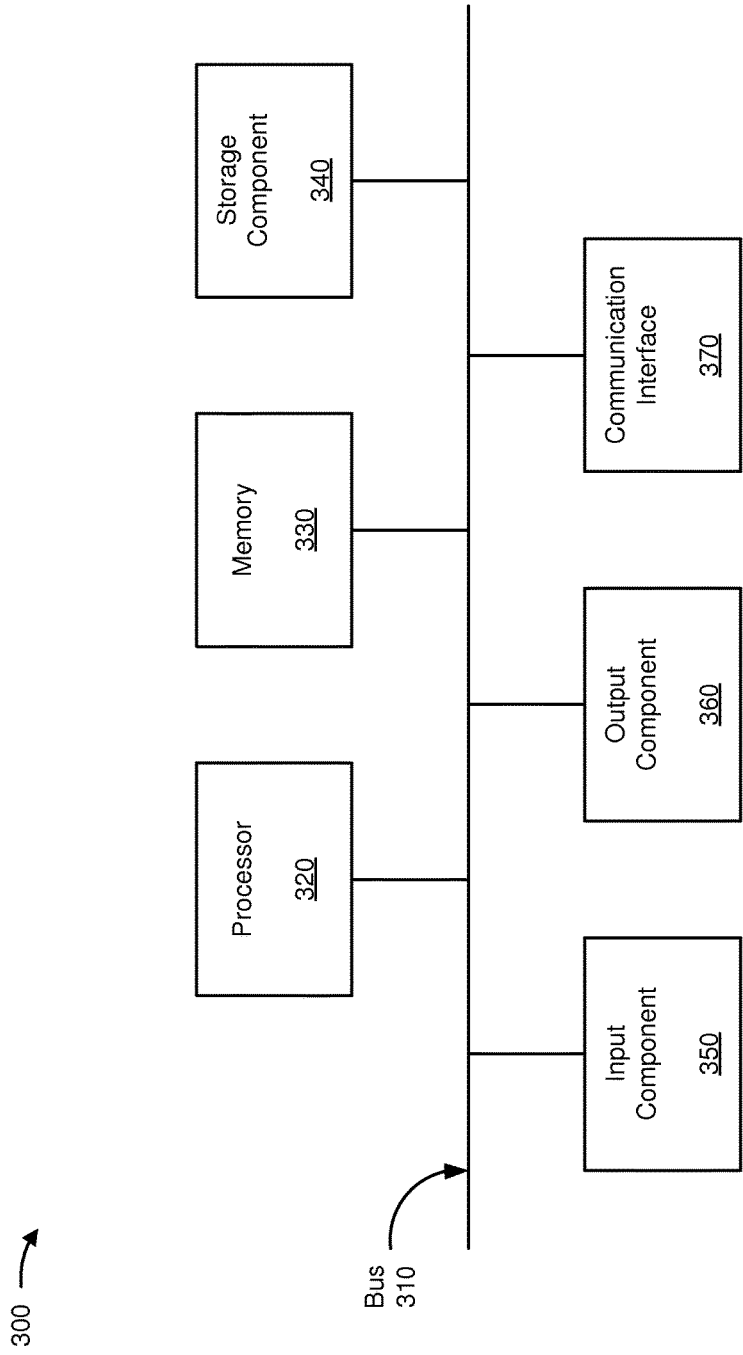 300
Bus
310
Processor
320
Memory
330
Storage
Component
340
Input
Component
350
Output
Component
360
Communication
Interface
370